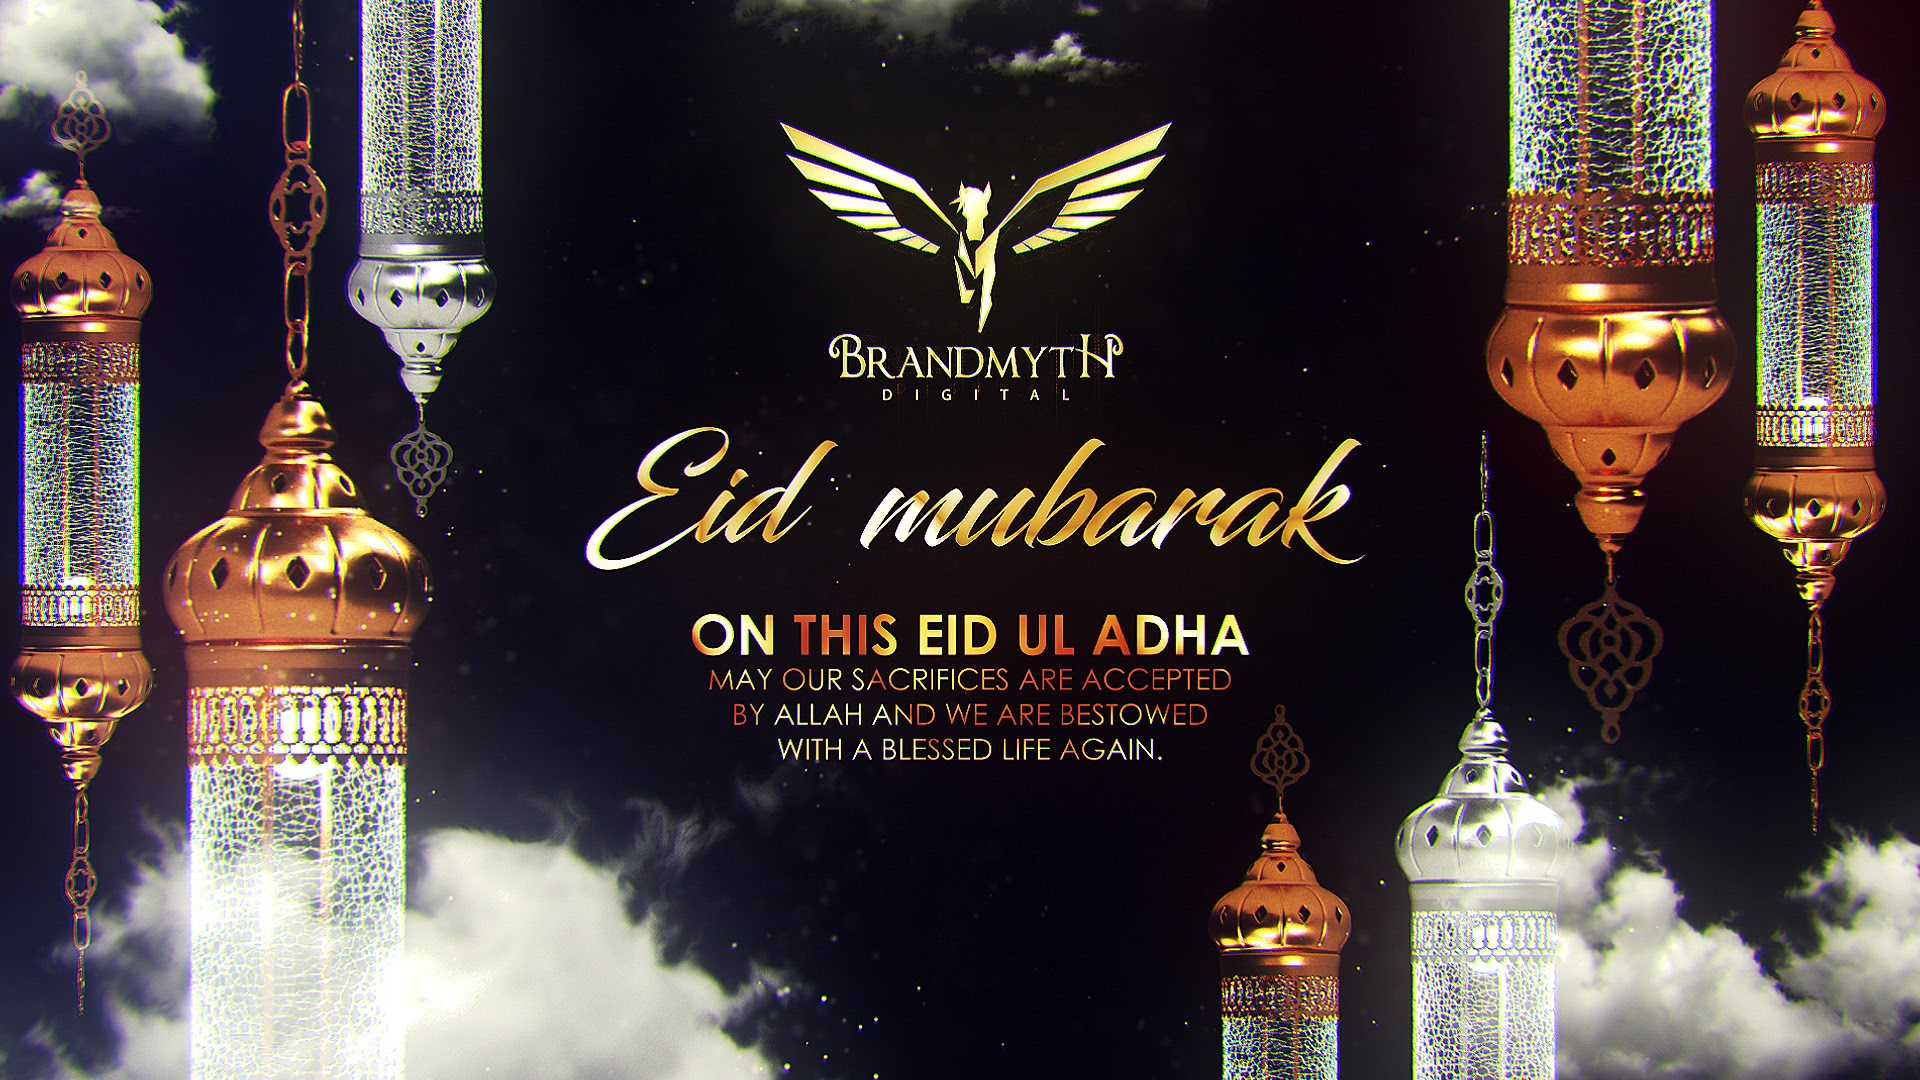 BRANDMYTH
DIGITAL
Eid mubarak
ON THIS EID UL ADHA
MAY OUR SACRIFICES ARE ACCEPTED
BY ALLAH AND WE ARE BESTOWED
WITH A BLESSED LIFE AGAIN.